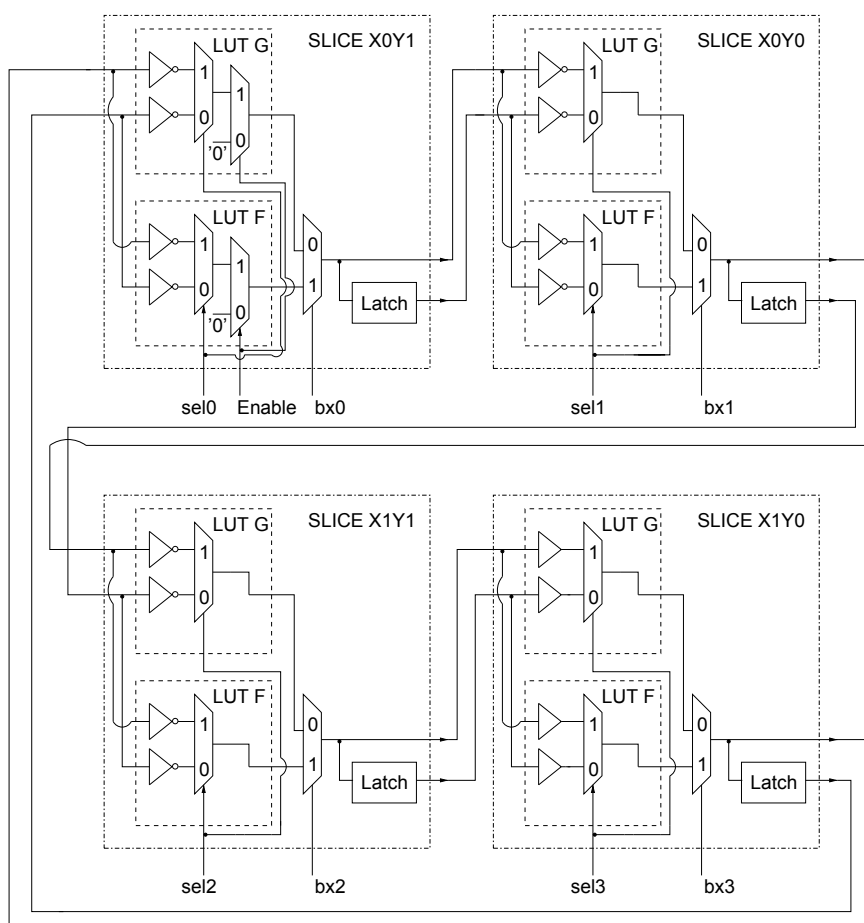 LUT G
SLICE X0Y1
1
0
1
0
'0'
LUT F
1
0
1
0
'0'
0
1
Latch
sel0
Enable
bx0
LUT G
SLICE X0Y0
1
0
LUT F
1
0
0
1
Latch
sel1
bx1
LUT G
SLICE X1Y1
1
0
LUT F
1
0
0
1
Latch
sel2
bx2
LUT G
SLICE X1Y0
1
0
LUT F
1
0
0
1
Latch
sel3
bx3